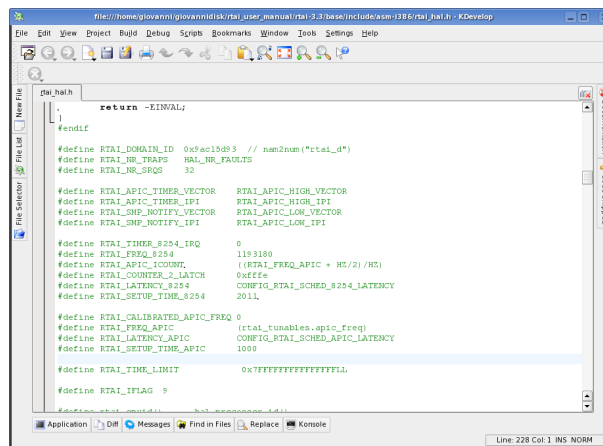 file:///home/giovanni/giovannidisk/rtai_user_manual/rtai-3.3/base/include/asm-i386/rtai_hal.h - KDevelop
File Edit View Project Build Debug Scripts Bookmarks Window Tools Settings Help
rtai_hal.h
New File
File List
File Selector
return -EINVAL;
}
#endif
#define RTAI_DOMAIN_ID 0x9ac15d93 // nam2num("rtai_d")
#define RTAI_NR_TRAPS HAL_NR_FAULTS
#define RTAI_NR_SRQS 32
#define RTAI_APIC_TIMER_VECTOR RTAI_APIC_HIGH_VECTOR
#define RTAI_APIC_TIMER_IPI RTAI_APIC_HIGH_IPI
#define RTAI_SMP_NOTIFY_VECTOR RTAI_APIC_LOW_VECTOR
#define RTAI_SMP_NOTIFY_IPI RTAI_APIC_LOW_IPI
#define RTAI_TIMER_8254_IRQ 0
#define RTAI_FREQ_8254 1193180
#define RTAI_APIC_ICOUNT ((RTAI_FREQ_APIC + HZ/2)/HZ)
#define RTAI_COUNTER_2_LATCH 0xfffe
#define RTAI_LATENCY_8254 CONFIG_RTAI_SCHED_8254_LATENCY
#define RTAI_SETUP_TIME_8254 2011
#define RTAI_CALIBRATED_APIC_FREQ 0
#define RTAI_FREQ_APIC (rtai_tunables.apic_freq)
#define RTAI_LATENCY_APIC CONFIG_RTAI_SCHED_APIC_LATENCY
#define RTAI_SETUP_TIME_APIC 1000
#define RTAI_TIME_LIMIT 0x7FFFFFFFFFFFFFFFLL
#define RTAI_IFLAG 9
#define rtai_cpuid() hal_processor_id()
Application Diff Messages Find in Files Replace Konsole
Line: 228 Col: 1 INS NORM